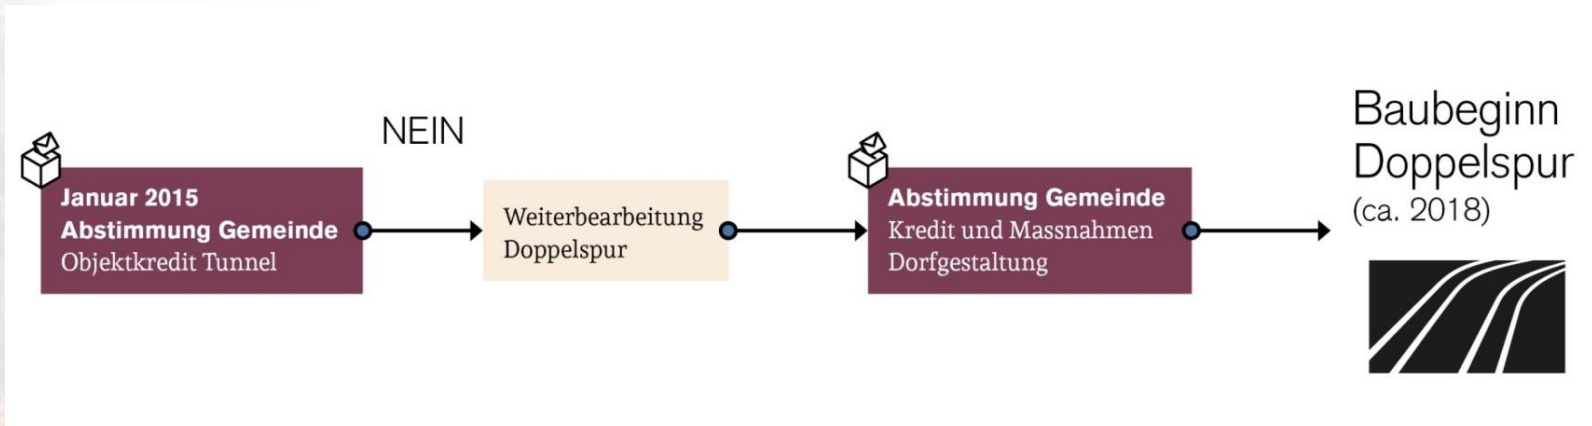 Januar 2015
Abstimmung Gemeinde
Objektkredit Tunnel
NEIN
Weiterbearbeitung
Doppelspur
Abstimmung Gemeinde
Kredit und Massnahmen
Dorfgestaltung
Baubeginn
Doppelspur
(ca. 2018)